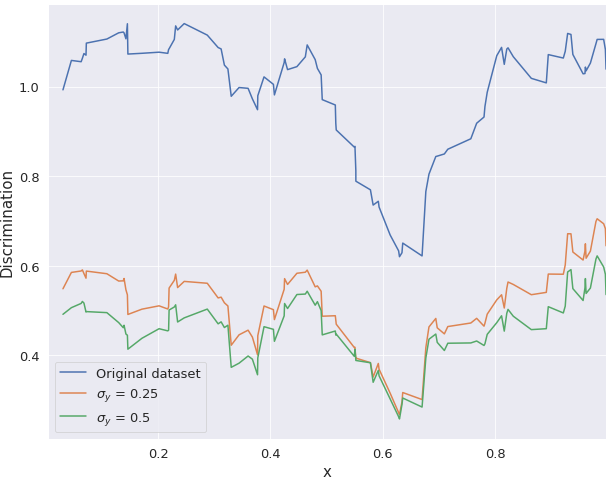 Discrimination
1.0
0.8
0.6
0.4
Original dataset
σy = 0.25
σy = 0.5
0.2 0.4 0.6 0.8
x